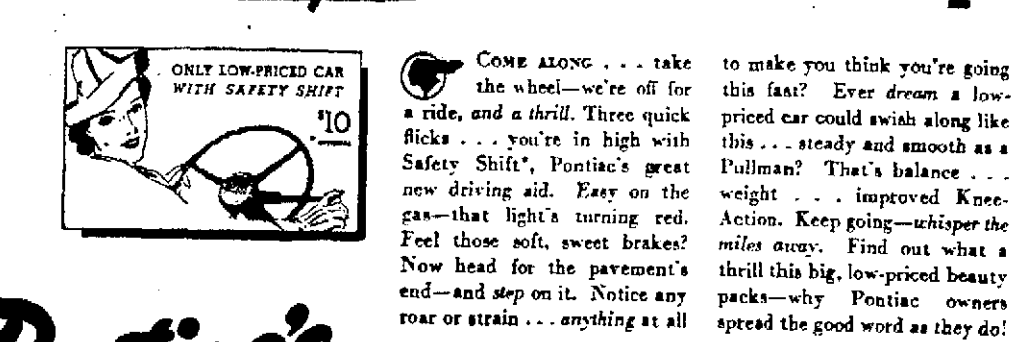 ONLY LOW-PRICED CAR
WITH SAFETY SHIFT
$10
COME ALONG . . . take
the wheel—we're off for
a ride, and a thrill. Three quick
flicks . . . you're in high with
Safety Shift*, Pontiac's great
new driving aid. Easy on the
gas—that light's turning red.
Feel those soft, sweet brakes?
Now head for the pavement's
end—and step on it. Notice any
roar or strain . . . anything at all
to make you think you're going
this fast? Ever dream a low-
priced car could swish along like
this . . . steady and smooth as a
Pullman? That's balance . . .
weight . . . improved Knee-
Action. Keep going—whisper the
miles away. Find out what a
thrill this big, low-priced beauty
packs—why Pontiac owners
spread the good word as they do!